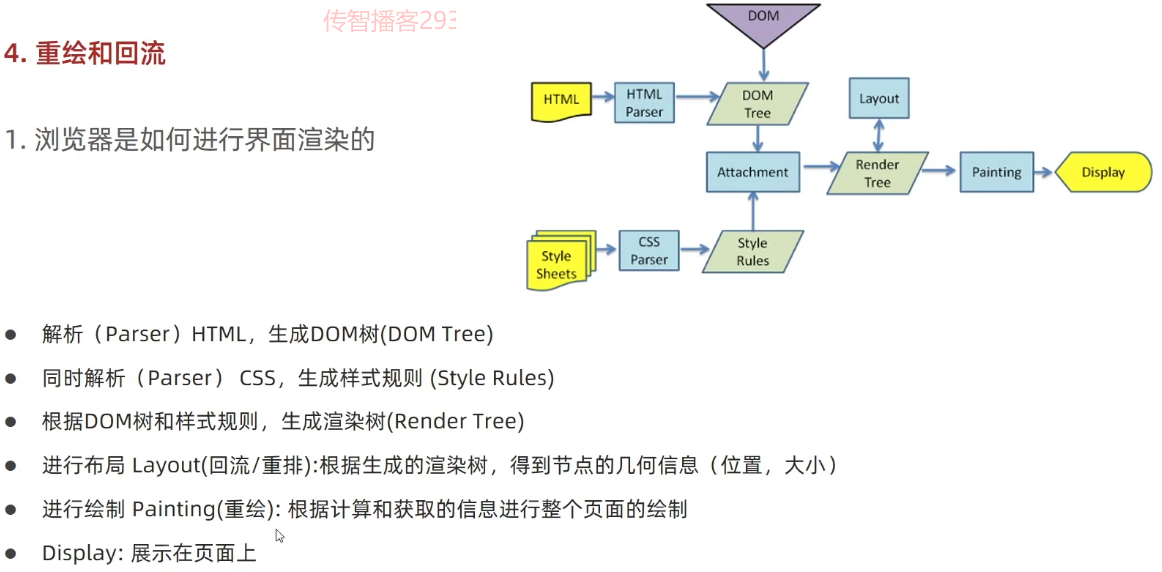 传智播客293
4. 重绘和回流
1. 浏览器是如何进行界面渲染的
DOM
HTML
HTML
Parser
DOM
Tree
Layout
Attachment
Render
Tree
Painting
Display
Style
Sheets
CSS
Parser
Style
Rules
● 解析（Parser）HTML，生成DOM树(DOM Tree)
● 同时解析（Parser） CSS，生成样式规则 (Style Rules)
● 根据DOM树和样式规则，生成渲染树(Render Tree)
● 进行布局 Layout(回流/重排):根据生成的渲染树，得到节点的几何信息（位置，大小）
● 进行绘制 Painting(重绘): 根据计算和获取的信息进行整个页面的绘制
● Display: 展示在页面上